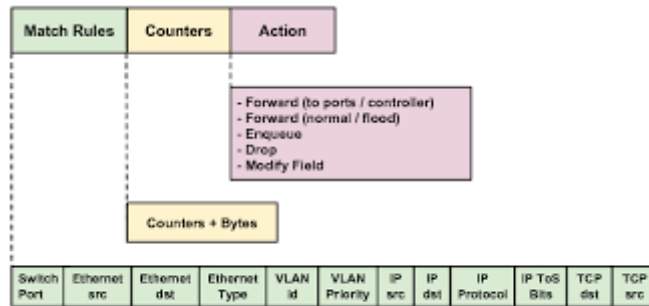 Match Rules Counters Action
- Forward (to ports / controller)
- Forward (normal / flood)
- Enqueue
- Drop
- Modify Field
Counters + Bytes
Switch Port
Ethernet src
Ethernet dst
Ethernet Type
VLAN id
VLAN Priority
IP src
IP dst
IP Protocol
IP ToS Bits
TCP dst
TCP src